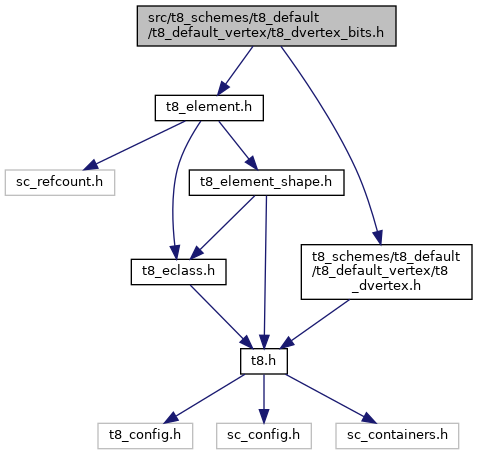 src/t8_schemes/t8_default
/t8_default_vertex/t8_dvertex_bits.h
t8_element.h
sc_refcount.h
t8_element_shape.h
t8_eclass.h
t8_schemes/t8_default
/t8_default_vertex/t8
_dvertex.h
t8.h
t8_config.h
sc_config.h
sc_containers.h